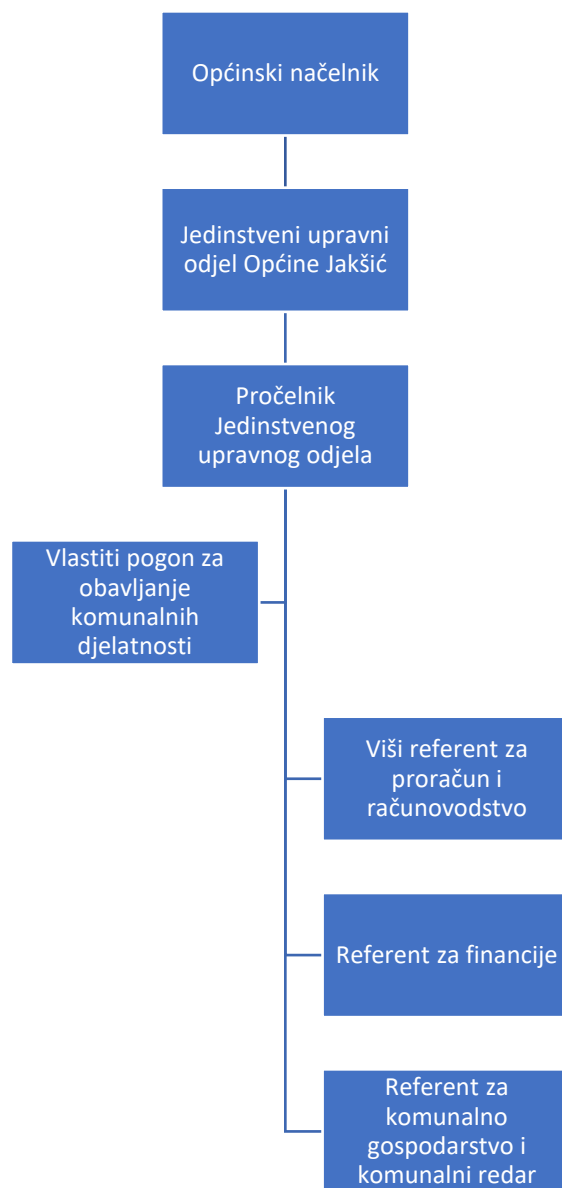 Općinski načelnik
Jedinstveni upravni
odjel Općine Jakšić
Pročelnik
Jedinstvenog
upravnog odjela
Vlastiti pogon za
obavljanje
komunalnih
djelatnosti
Viši referent za
proračun i
računovodstvo
Referent za financije
Referent za
komunalno
gospodarstvo i
komunalni redar